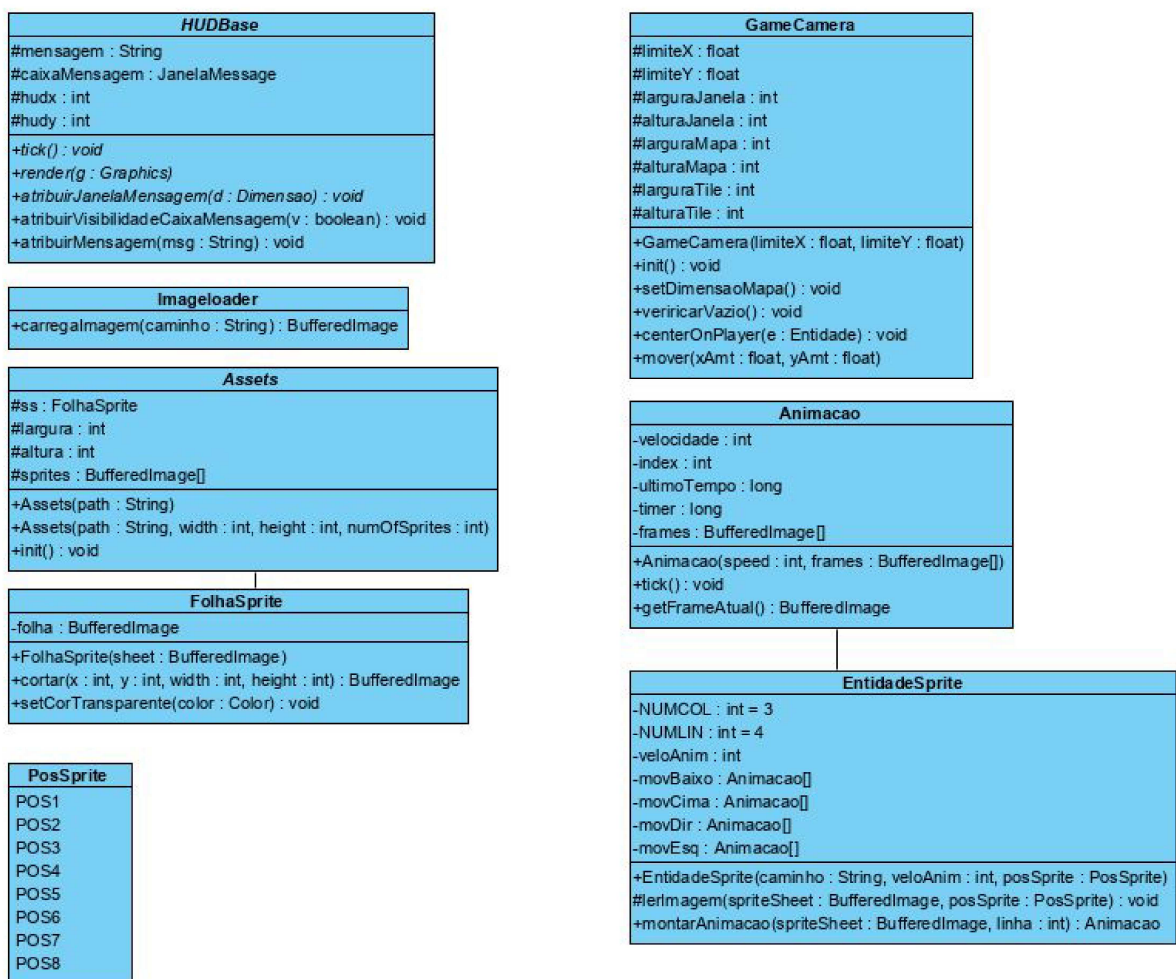 HUDBase
#mensagem : String
#caixaMensagem : JanelaMessage
#hudx : int
#hudy : int
+tick() : void
+render(g : Graphics)
+atribuirJanelaMensagem(d : Dimensao) : void
+atribuirVisibilidadeCaixaMensagem(v : boolean) : void
+atribuirMensagem(msg : String) : void
Imageloader
+carregaImagem(caminho : String) : BufferedImage
Assets
#ss : FolhaSprite
#largura : int
#altura : int
#sprites : BufferedImage[]
+Assets(path : String)
+Assets(path : String, width : int, height : int, numOfSprites : int)
+init() : void
FolhaSprite
-folha : BufferedImage
+FolhaSprite(sheet : BufferedImage)
+cortar(x : int, y : int, width : int, height : int) : BufferedImage
+setCorTransparente(color : Color) : void
PosSprite
POS1
POS2
POS3
POS4
POS5
POS6
POS7
POS8
GameCamera
#limiteX : float
#limiteY : float
#larguraJanela : int
#alturaJanela : int
#larguraMapa : int
#alturaMapa : int
#larguraTile : int
#alturaTile : int
+GameCamera(limiteX : float, limiteY : float)
+init() : void
+setDimensaoMapa() : void
+veriricarVazio() : void
+centerOnPlayer(e : Entidade) : void
+mover(xAmt : float, yAmt : float)
Animacao
-velocidade : int
-index : int
-ultimoTempo : long
-timer : long
-frames : BufferedImage[]
+Animacao(speed : int, frames : BufferedImage[])
+tick() : void
+getFrameAtual() : BufferedImage
EntidadeSprite
-NUMCOL : int = 3
-NUMLIN : int = 4
-veloAnim : int
-movBaixo : Animacao[]
-movCima : Animacao[]
-movDir : Animacao[]
-movEsq : Animacao[]
+EntidadeSprite(caminho : String, veloAnim : int, posSprite : PosSprite)
#lerImagem(spriteSheet : BufferedImage, posSprite : PosSprite) : void
+montarAnimacao(spriteSheet : BufferedImage, linha : int) : Animacao